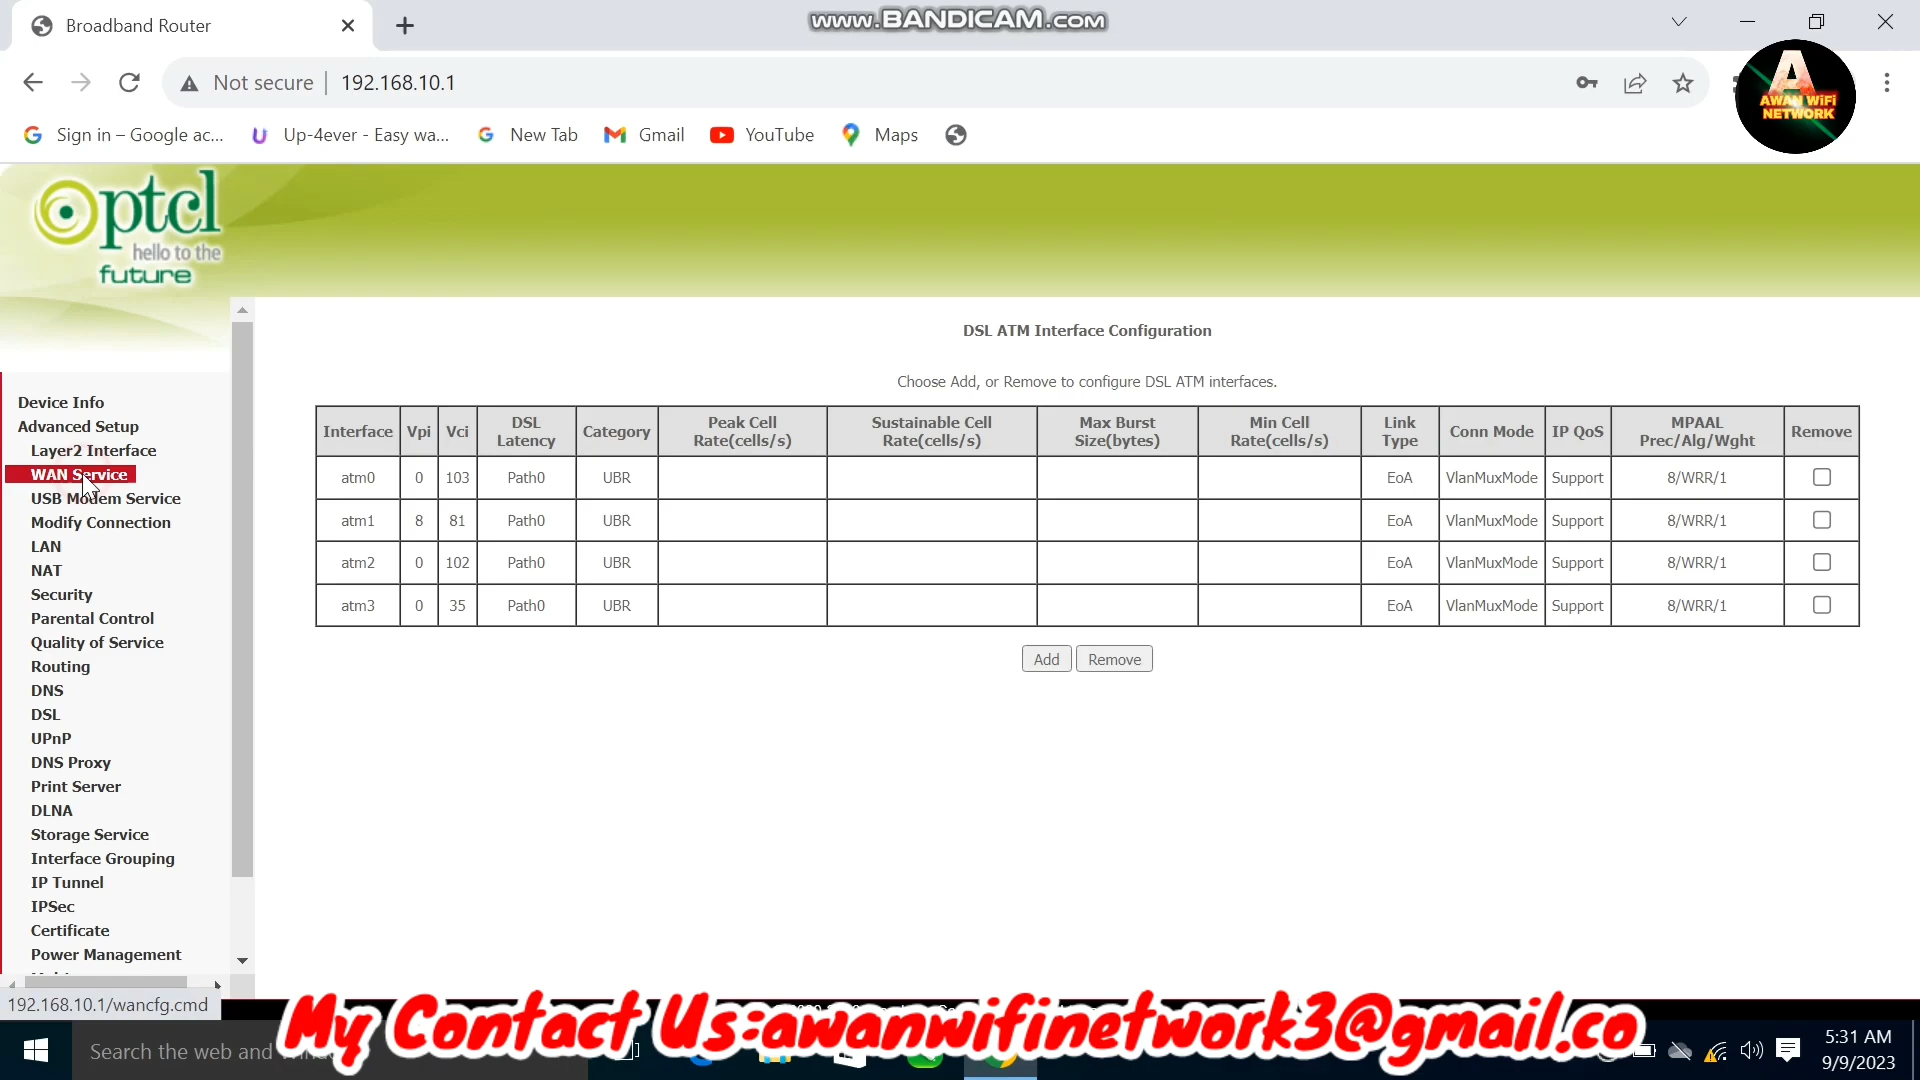 Broadband Router
www.BANDICAM.com
Not secure
192.168.10.1
Sign in – Google ac...
Up-4ever - Easy wa...
New Tab
Gmail
YouTube
Maps
A
AWAN WiFi
NETWORK
ptcl
hello to the
future
DSL ATM Interface Configuration
Choose Add, or Remove to configure DSL ATM interfaces.
Interface Vpi Vci DSL Latency Category Peak Cell Rate(cells/s) Sustainable Cell Rate(cells/s) Max Burst Size(bytes) Min Cell Rate(cells/s) Link Type Conn Mode IP QoS MPAAL Prec/Alg/Wght Remove
atm0 0 103 Path0 UBR EoA VlanMuxMode Support 8/WRR/1
atm1 8 81 Path0 UBR EoA VlanMuxMode Support 8/WRR/1
atm2 0 102 Path0 UBR EoA VlanMuxMode Support 8/WRR/1
atm3 0 35 Path0 UBR EoA VlanMuxMode Support 8/WRR/1
Add Remove
Device Info
Advanced Setup
Layer2 Interface
WAN Service
USB Modem Service
Modify Connection
LAN
NAT
Security
Parental Control
Quality of Service
Routing
DNS
DSL
UPnP
DNS Proxy
Print Server
DLNA
Storage Service
Interface Grouping
IP Tunnel
IPSec
Certificate
Power Management
192.168.10.1/wancfg.cmd
My Contact Us:awanwifinetwork3@gmail.co
Search the web and
5:31 AM
9/9/2023